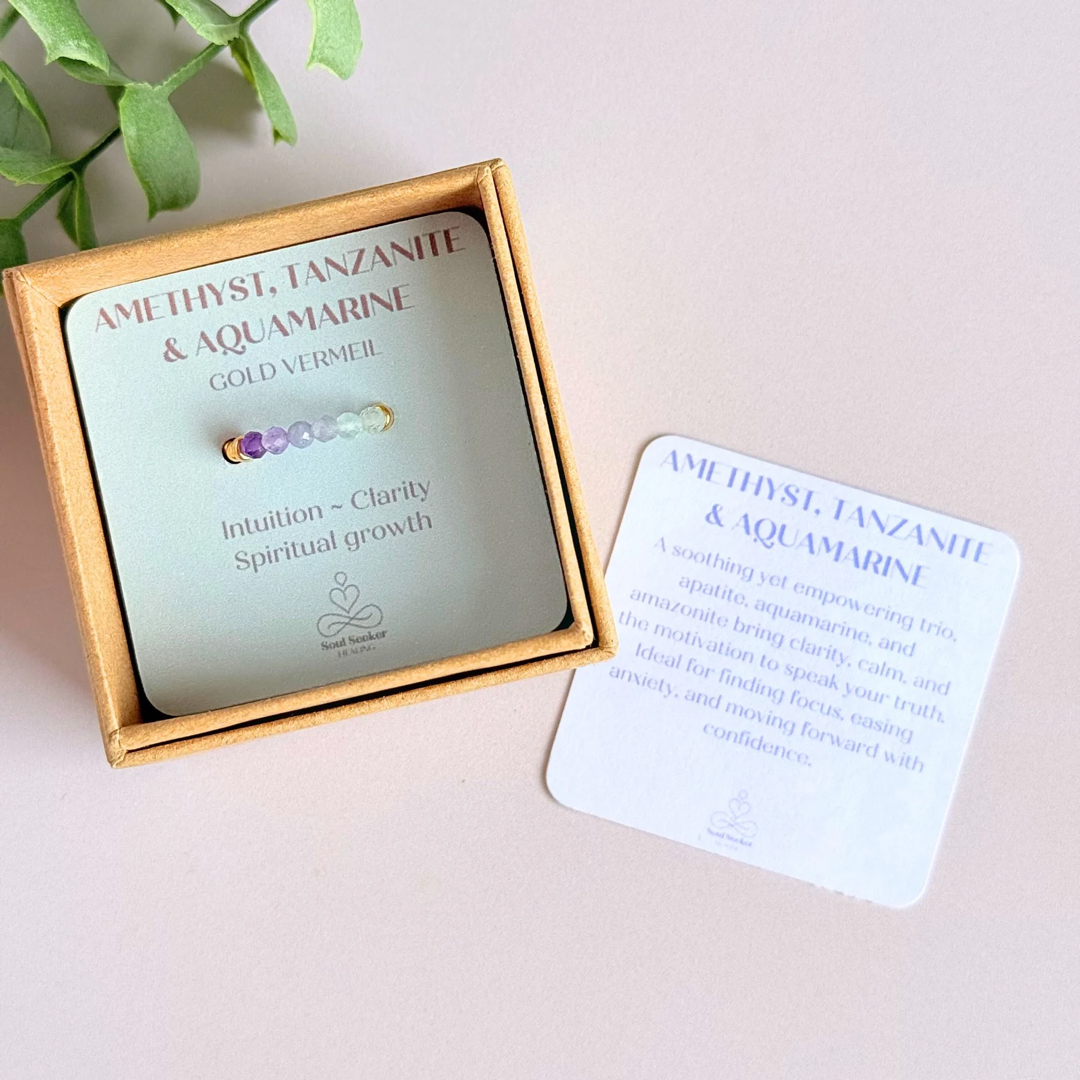 AMETHYST, TANZANITE
& AQUAMARINE
GOLD VERMEIL
Intuition ~ Clarity
Spiritual growth
Soul Seeker
HEALING
AMETHYST, TANZANITE
& AQUAMARINE
A soothing yet empowering trio,
apatite, aquamarine, and
amazonite bring clarity, calm, and
the motivation to speak your truth.
Ideal for finding focus, easing
anxiety, and moving forward with
confidence.
Soul Seeker